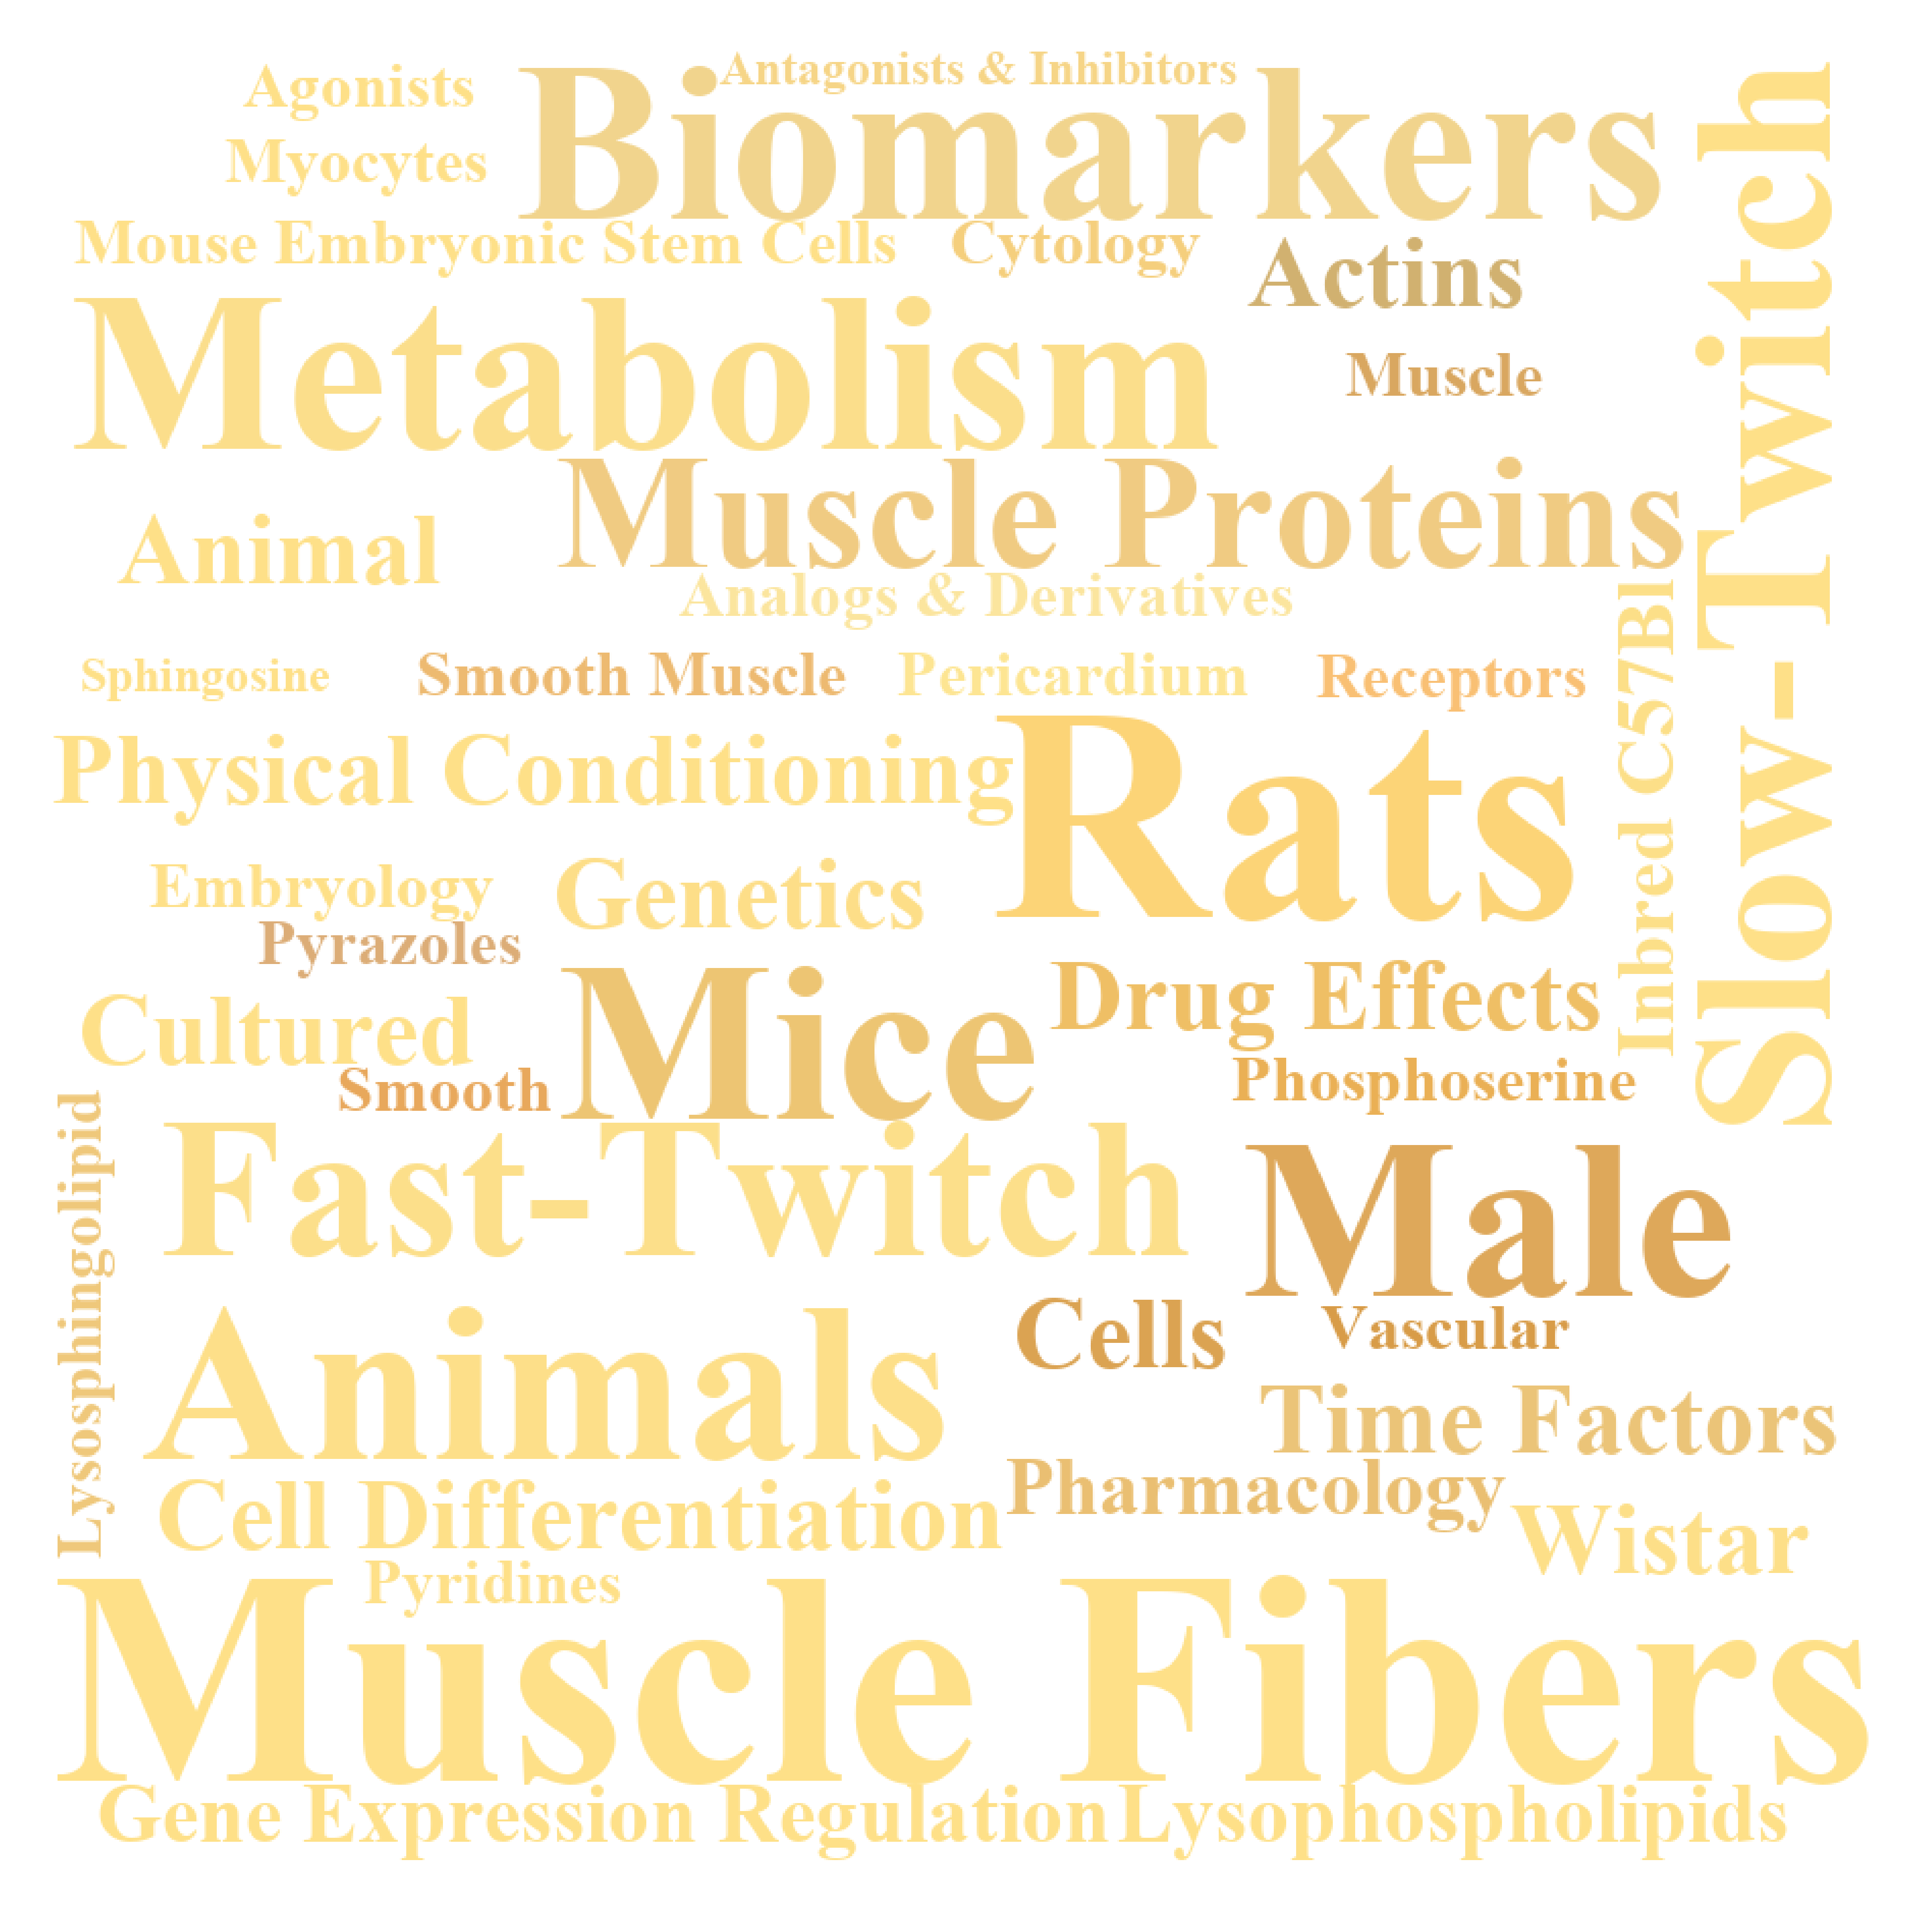 Antagonists & Inhibitors
Agonists
Biomarkers
Myocytes
Mouse Embryonic Stem Cells
Cytology
Actins
Slow-Twitch
Metabolism
Muscle
Muscle Proteins
Animal
Analogs & Derivatives
Inbred C57Bl
Sphingosine
Smooth Muscle
Pericardium
Receptors
Physical Conditioning
Rats
Embryology
Genetics
Pyrazoles
Mice
Drug Effects
Cultured
Smooth
Phosphoserine
Lysosphingolipid
Fast-Twitch
Male
Animals
Cells
Vascular
Time Factors
Cell Differentiation
Pharmacology
Wistar
Pyridines
Muscle Fibers
Gene Expression Regulation
Lysophospholipids